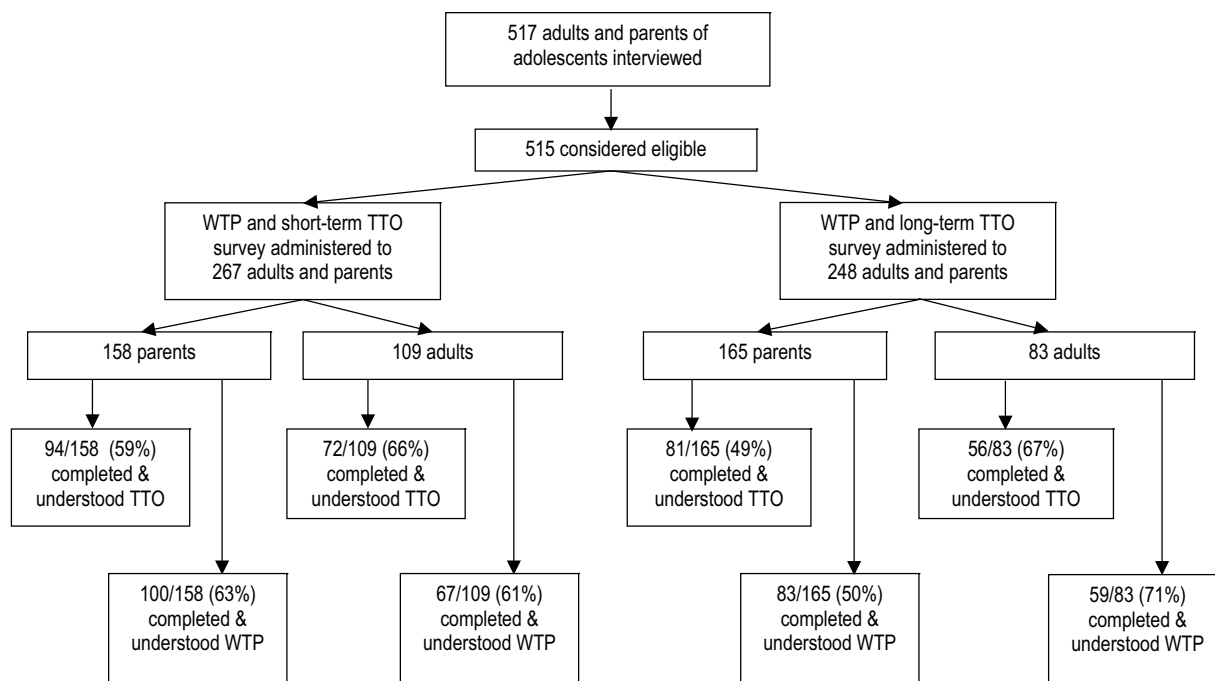 517 adults and parents of
adolescents interviewed
515 considered eligible
WTP and short-term TTO
survey administered to
267 adults and parents
WTP and long-term TTO
survey administered to
248 adults and parents
158 parents
109 adults
165 parents
83 adults
94/158 (59%)
completed &
understood TTO
72/109 (66%)
completed &
understood TTO
81/165 (49%)
completed &
understood TTO
56/83 (67%)
completed &
understood TTO
100/158 (63%)
completed &
understood WTP
67/109 (61%)
completed &
understood WTP
83/165 (50%)
completed &
understood WTP
59/83 (71%)
completed &
understood WTP